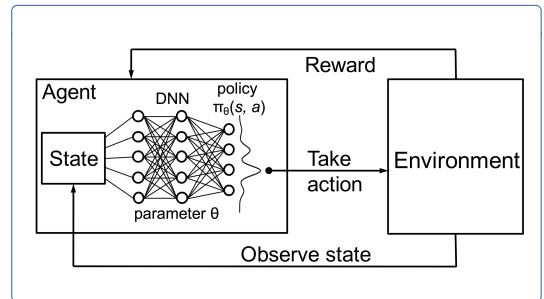 Reward
Agent
DNN
policy
πθ(s, a)
State
Take
action
Environment
parameter θ
Observe state